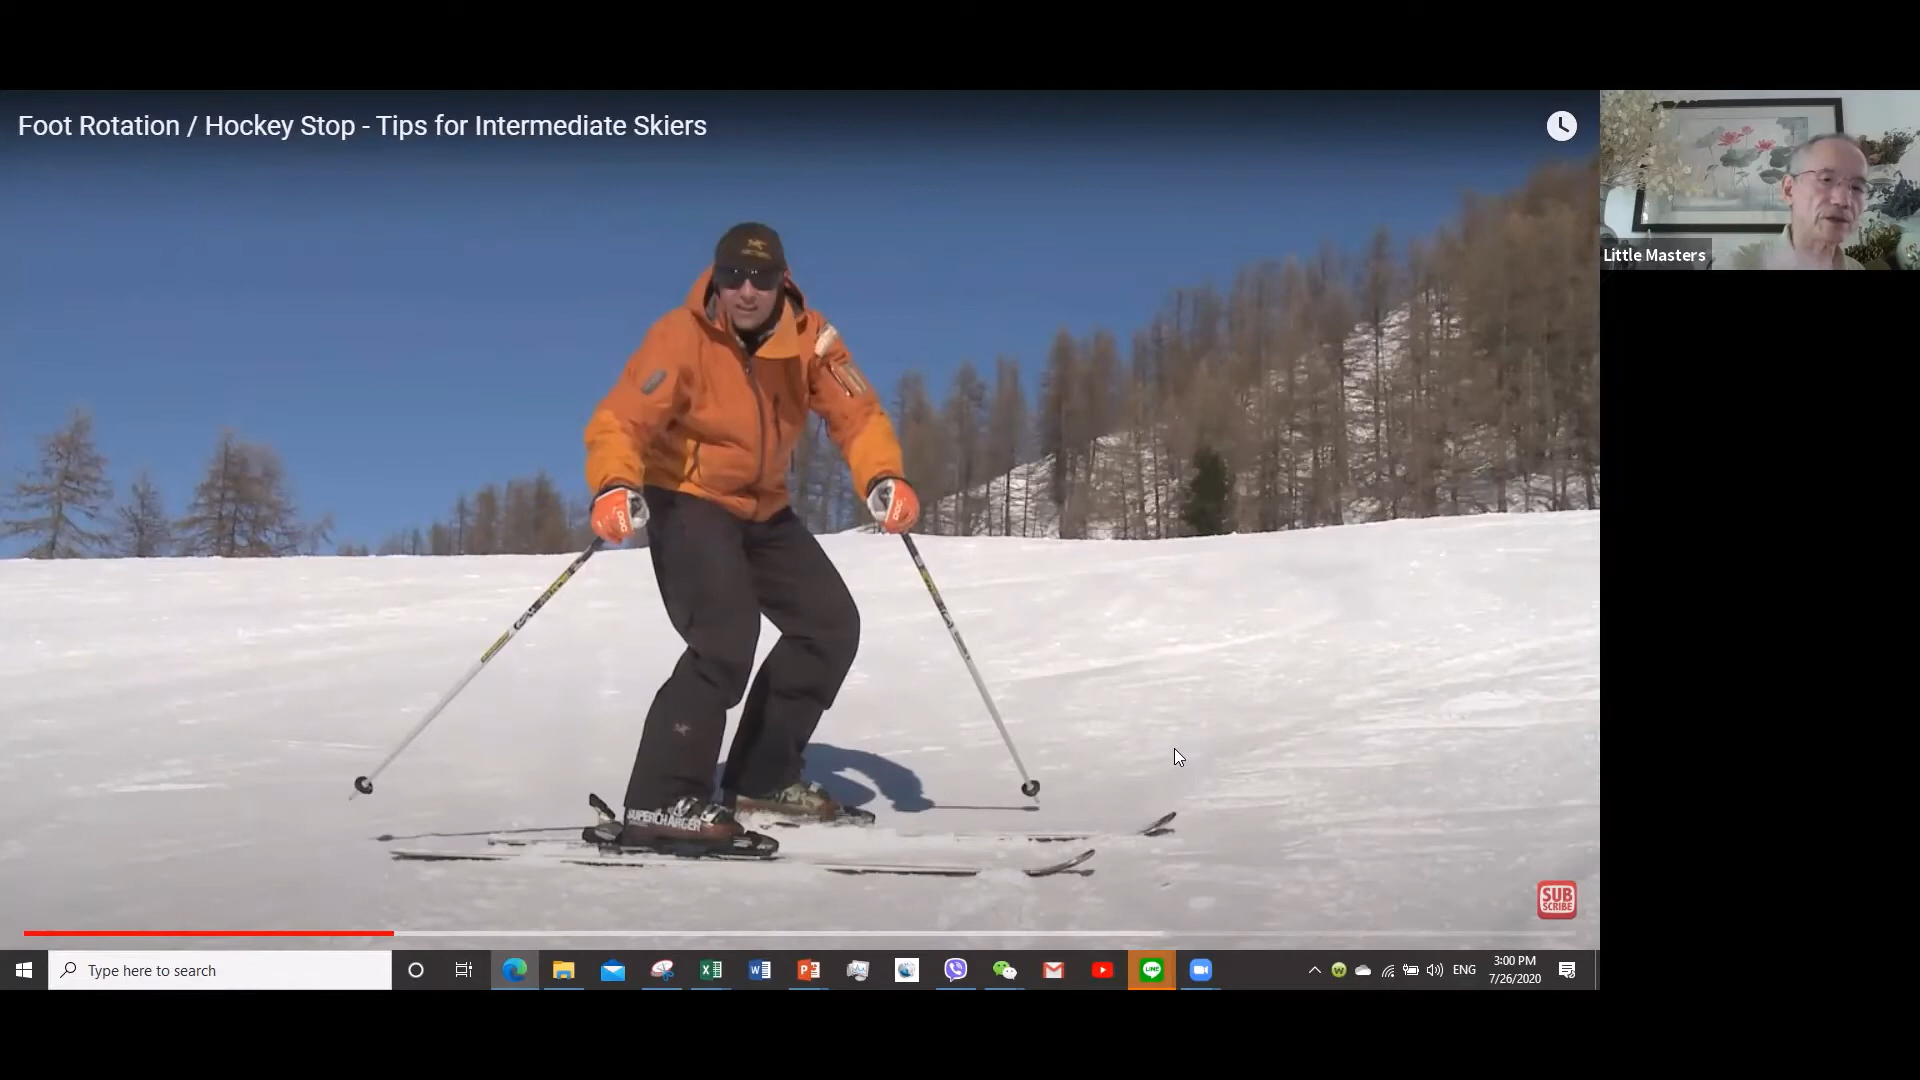 Foot Rotation / Hockey Stop - Tips for Intermediate Skiers
Little Masters
SUPERCHARGER
SUB
SCRIBE
Type here to search
ENG
3:00 PM
7/26/2020